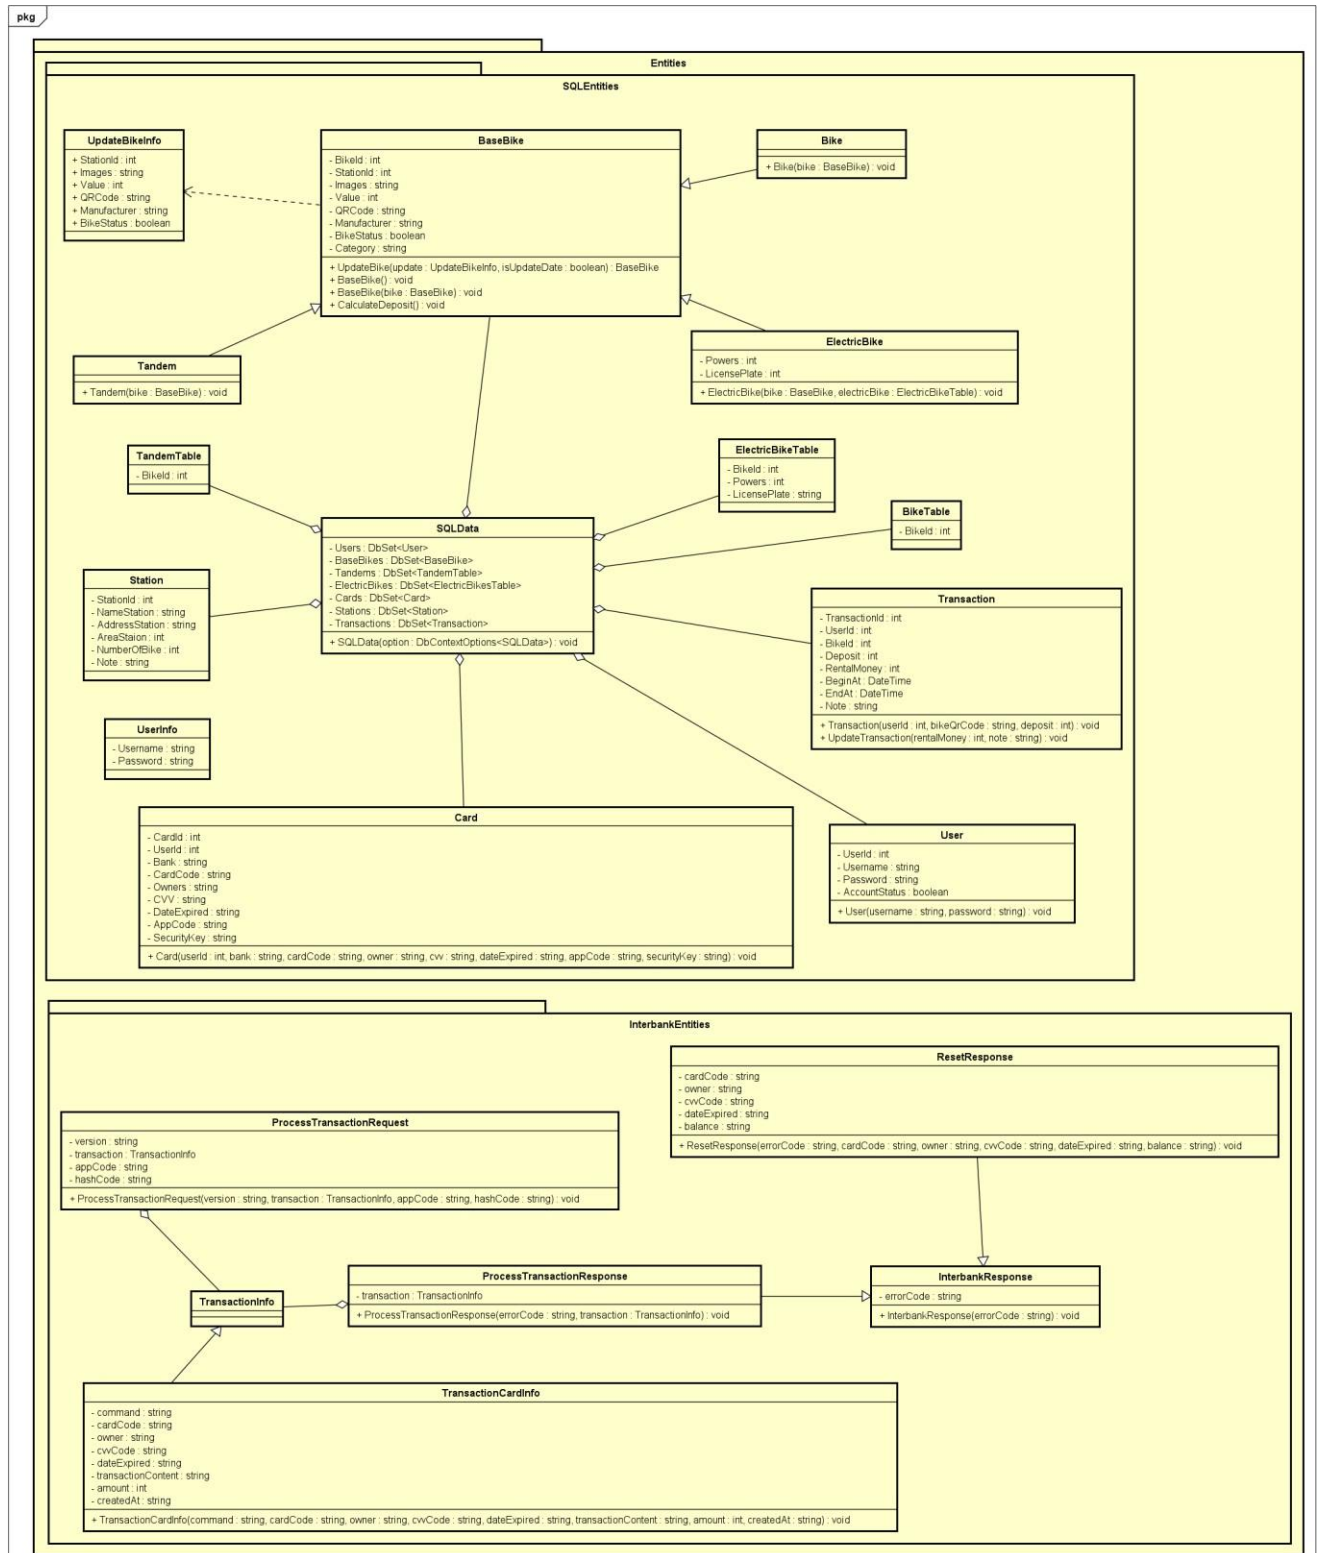 pkg
Entities
SQLEntities
UpdateBikeInfo
+ StationId : int
+ Images : string
+ Value : int
+ QRCode : string
+ Manufacturer : string
+ BikeStatus : boolean
BaseBike
- BikeId : int
- StationId : int
- Images : string
- Value : int
- QRCode : string
- Manufacturer : string
- BikeStatus : boolean
- Category : string
+ UpdateBike(update : UpdateBikeInfo, isUpdateDate : boolean) : BaseBike
+ BaseBike() : void
+ BaseBike(bike : BaseBike) : void
+ CalculateDeposit() : void
Bike
+ Bike(bike : BaseBike) : void
Tandem
+ Tandem(bike : BaseBike) : void
ElectricBike
- Powers : int
- LicensePlate : int
+ ElectricBike(bike : BaseBike, electricBike : ElectricBikeTable) : void
TandemTable
- BikeId : int
ElectricBikeTable
- BikeId : int
- Powers : int
- LicensePlate : string
BikeTable
- BikeId : int
SQLData
- Users : DbSet<User>
- BaseBikes : DbSet<BaseBike>
- Tandems : DbSet<TandemTable>
- ElectricBikes : DbSet<ElectricBikesTable>
- Cards : DbSet<Card>
- Stations : DbSet<Station>
- Transactions : DbSet<Transaction>
+ SQLData(option : DbContextOptions<SQLData>) : void
Station
- StationId : int
- NameStation : string
- AddressStation : string
- AreaStaion : int
- NumberOfBike : int
- Note : string
Transaction
- TransactionId : int
- UserId : int
- BikeId : int
- Deposit : int
- RentalMoney : int
- BeginAt : DateTime
- EndAt : DateTime
- Note : string
+ Transaction(userId : int, bikeQrCode : string, deposit : int) : void
+ UpdateTransaction(rentalMoney : int, note : string) : void
UserInfo
- Username : string
- Password : string
Card
- CardId : int
- UserId : int
- Bank : string
- CardCode : string
- Owners : string
- CVV : string
- DateExpired : string
- AppCode : string
- SecurityKey : string
+ Card(userId : int, bank : string, cardCode : string, owner : string, cvv : string, dateExpired : string, appCode : string, securityKey : string) : void
User
- UserId : int
- Username : string
- Password : string
- AccountStatus : boolean
+ User(username : string, password : string) : void
InterbankEntities
ResetResponse
- cardCode : string
- owner : string
- cvvCode : string
- dateExpired : string
- balance : string
+ ResetResponse(errorCode : string, cardCode : string, owner : string, cvvCode : string, dateExpired : string, balance : string) : void
ProcessTransactionRequest
- version : string
- transaction : TransactionInfo
- appCode : string
- hashCode : string
+ ProcessTransactionRequest(version : string, transaction : TransactionInfo, appCode : string, hashCode : string) : void
TransactionInfo
ProcessTransactionResponse
- transaction : TransactionInfo
+ ProcessTransactionResponse(errorCode : string, transaction : TransactionInfo) : void
InterbankResponse
- errorCode : string
+ InterbankResponse(errorCode : string) : void
TransactionCardInfo
- command : string
- cardCode : string
- owner : string
- cvvCode : string
- dateExpired : string
- transactionContent : string
- amount : int
- createdAt : string
+ TransactionCardInfo(command : string, cardCode : string, owner : string, cvvCode : string, dateExpired : string, transactionContent : string, amount : int, createdAt : string) : void